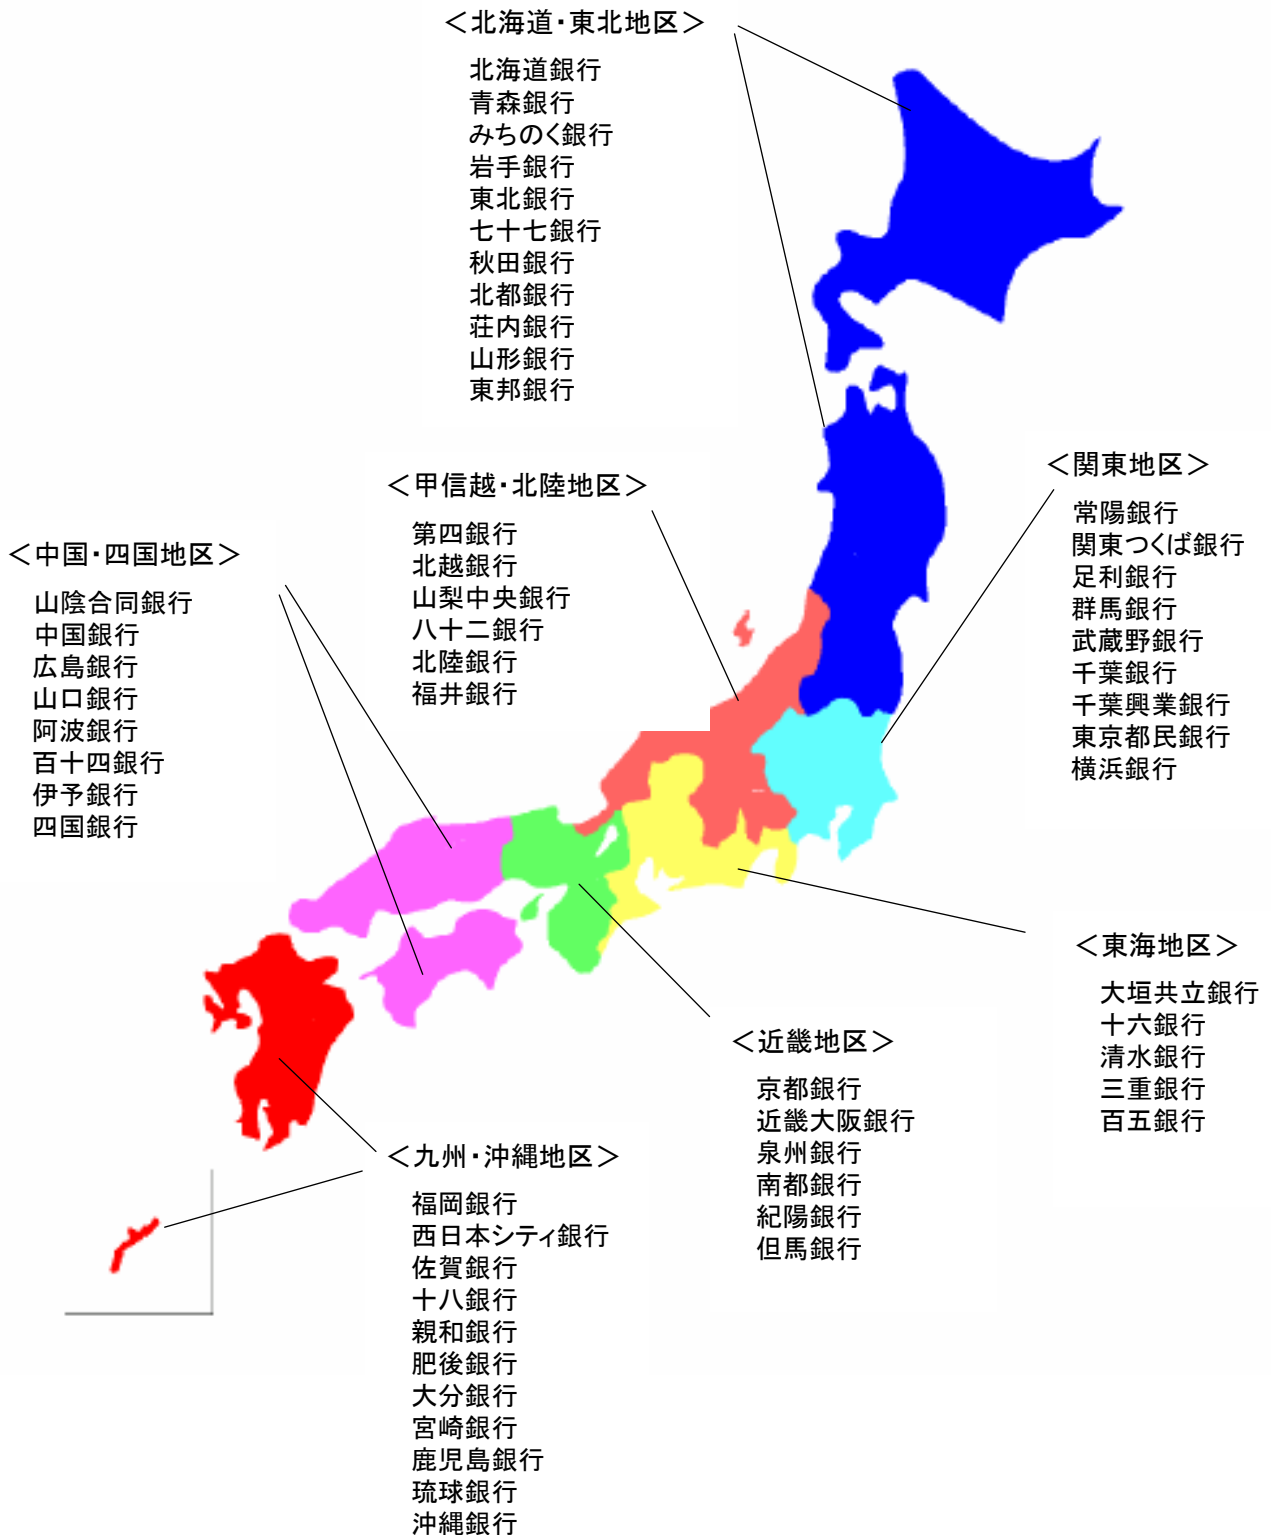 ＜北海道・東北地区＞
北海道銀行
青森銀行
みちのく銀行
岩手銀行
東北銀行
七十七銀行
秋田銀行
北都銀行
荘内銀行
山形銀行
東邦銀行
＜甲信越・北陸地区＞
第四銀行
北越銀行
山梨中央銀行
八十二銀行
北陸銀行
福井銀行
＜関東地区＞
常陽銀行
関東つくば銀行
足利銀行
群馬銀行
武蔵野銀行
千葉銀行
千葉興業銀行
東京都民銀行
横浜銀行
＜中国・四国地区＞
山陰合同銀行
中国銀行
広島銀行
山口銀行
阿波銀行
百十四銀行
伊予銀行
四国銀行
＜東海地区＞
大垣共立銀行
十六銀行
清水銀行
三重銀行
百五銀行
＜近畿地区＞
京都銀行
近畿大阪銀行
泉州銀行
南都銀行
紀陽銀行
但馬銀行
＜九州・沖縄地区＞
福岡銀行
西日本シティ銀行
佐賀銀行
十八銀行
親和銀行
肥後銀行
大分銀行
宮崎銀行
鹿児島銀行
琉球銀行
沖縄銀行